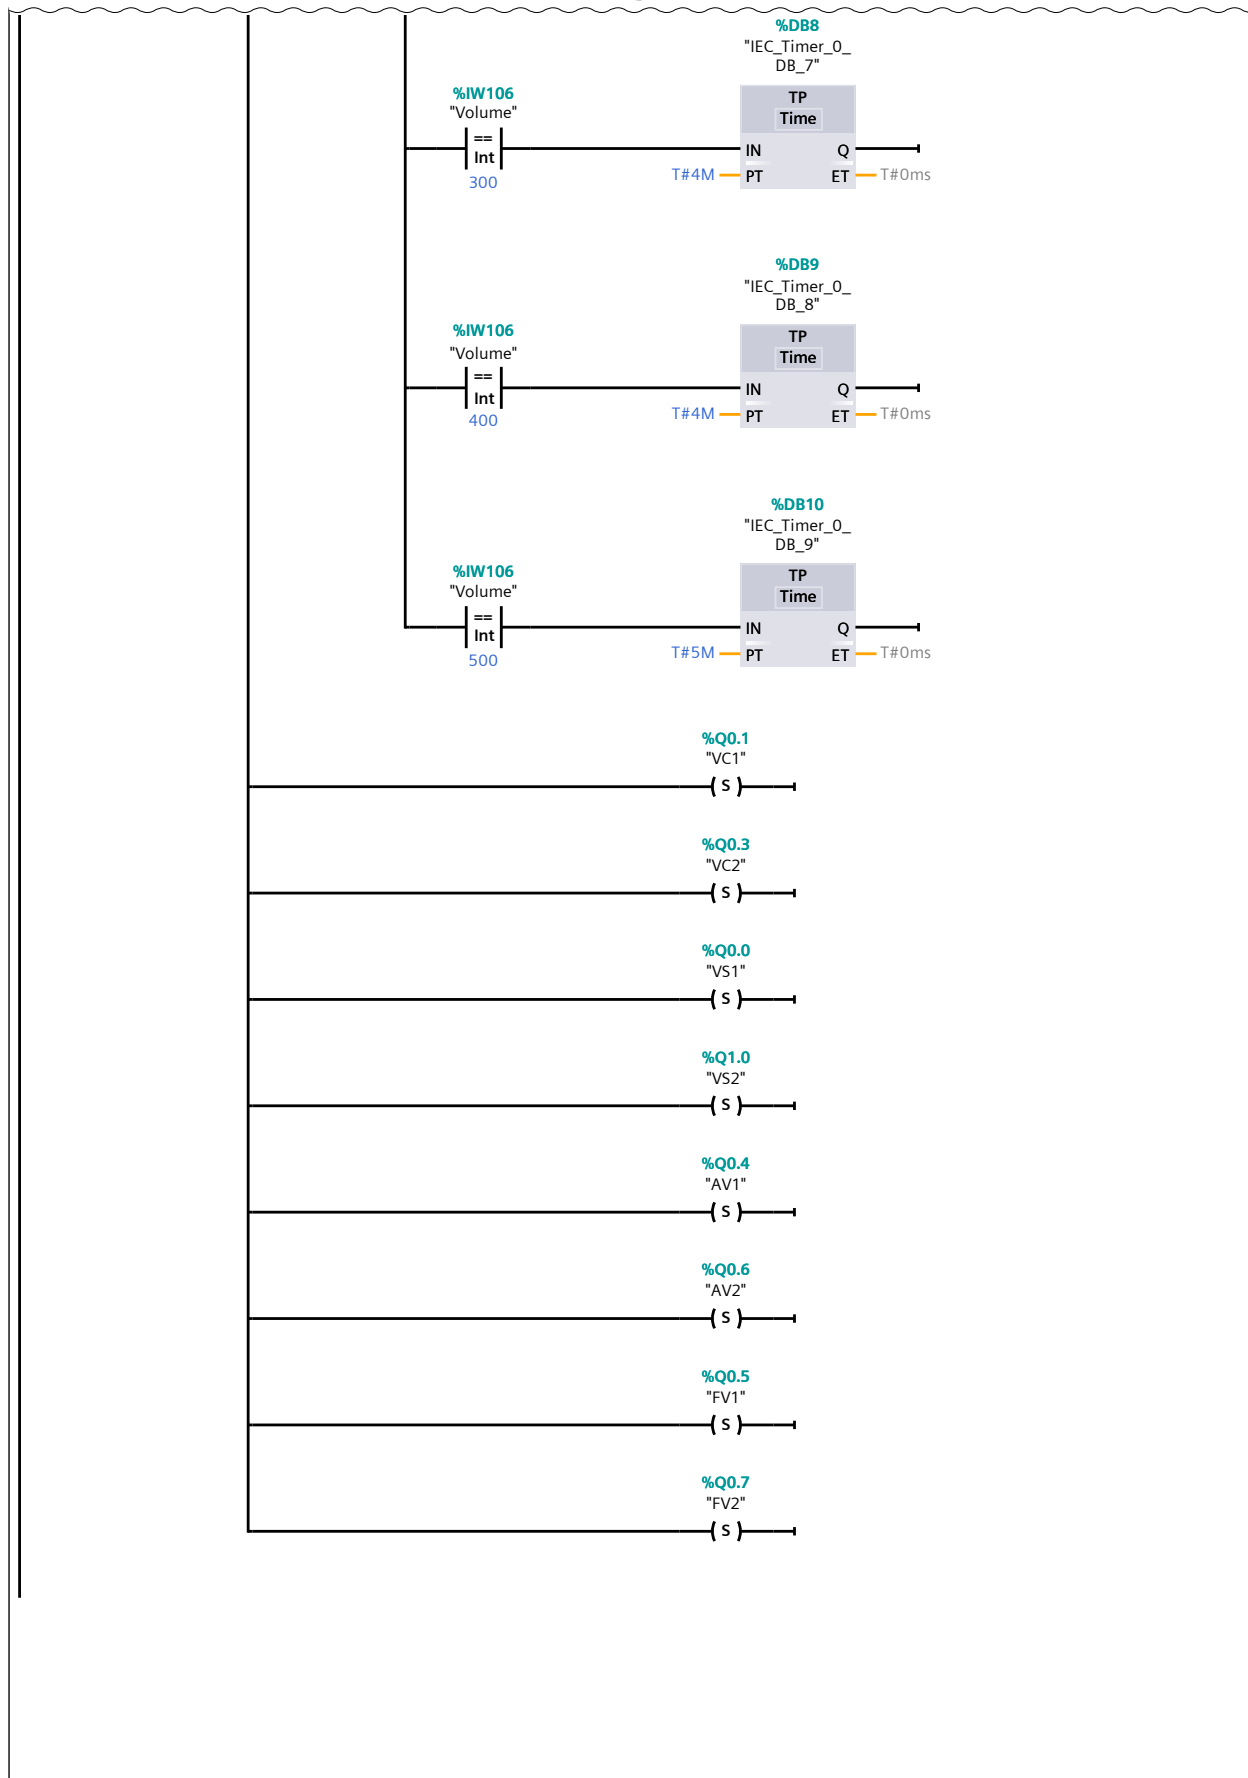 %DB8
"IEC_Timer_0_
DB_7"
%IW106
"Volume"
TP
Time
==
Int
IN
Q
300
T#4M
PT
ET
T#0ms
%DB9
"IEC_Timer_0_
DB_8"
%IW106
"Volume"
TP
Time
==
Int
IN
Q
400
T#4M
PT
ET
T#0ms
%DB10
"IEC_Timer_0_
DB_9"
%IW106
"Volume"
TP
Time
==
Int
IN
Q
500
T#5M
PT
ET
T#0ms
%Q0.1
"VC1"
( S )
%Q0.3
"VC2"
( S )
%Q0.0
"VS1"
( S )
%Q1.0
"VS2"
( S )
%Q0.4
"AV1"
( S )
%Q0.6
"AV2"
( S )
%Q0.5
"FV1"
( S )
%Q0.7
"FV2"
( S )